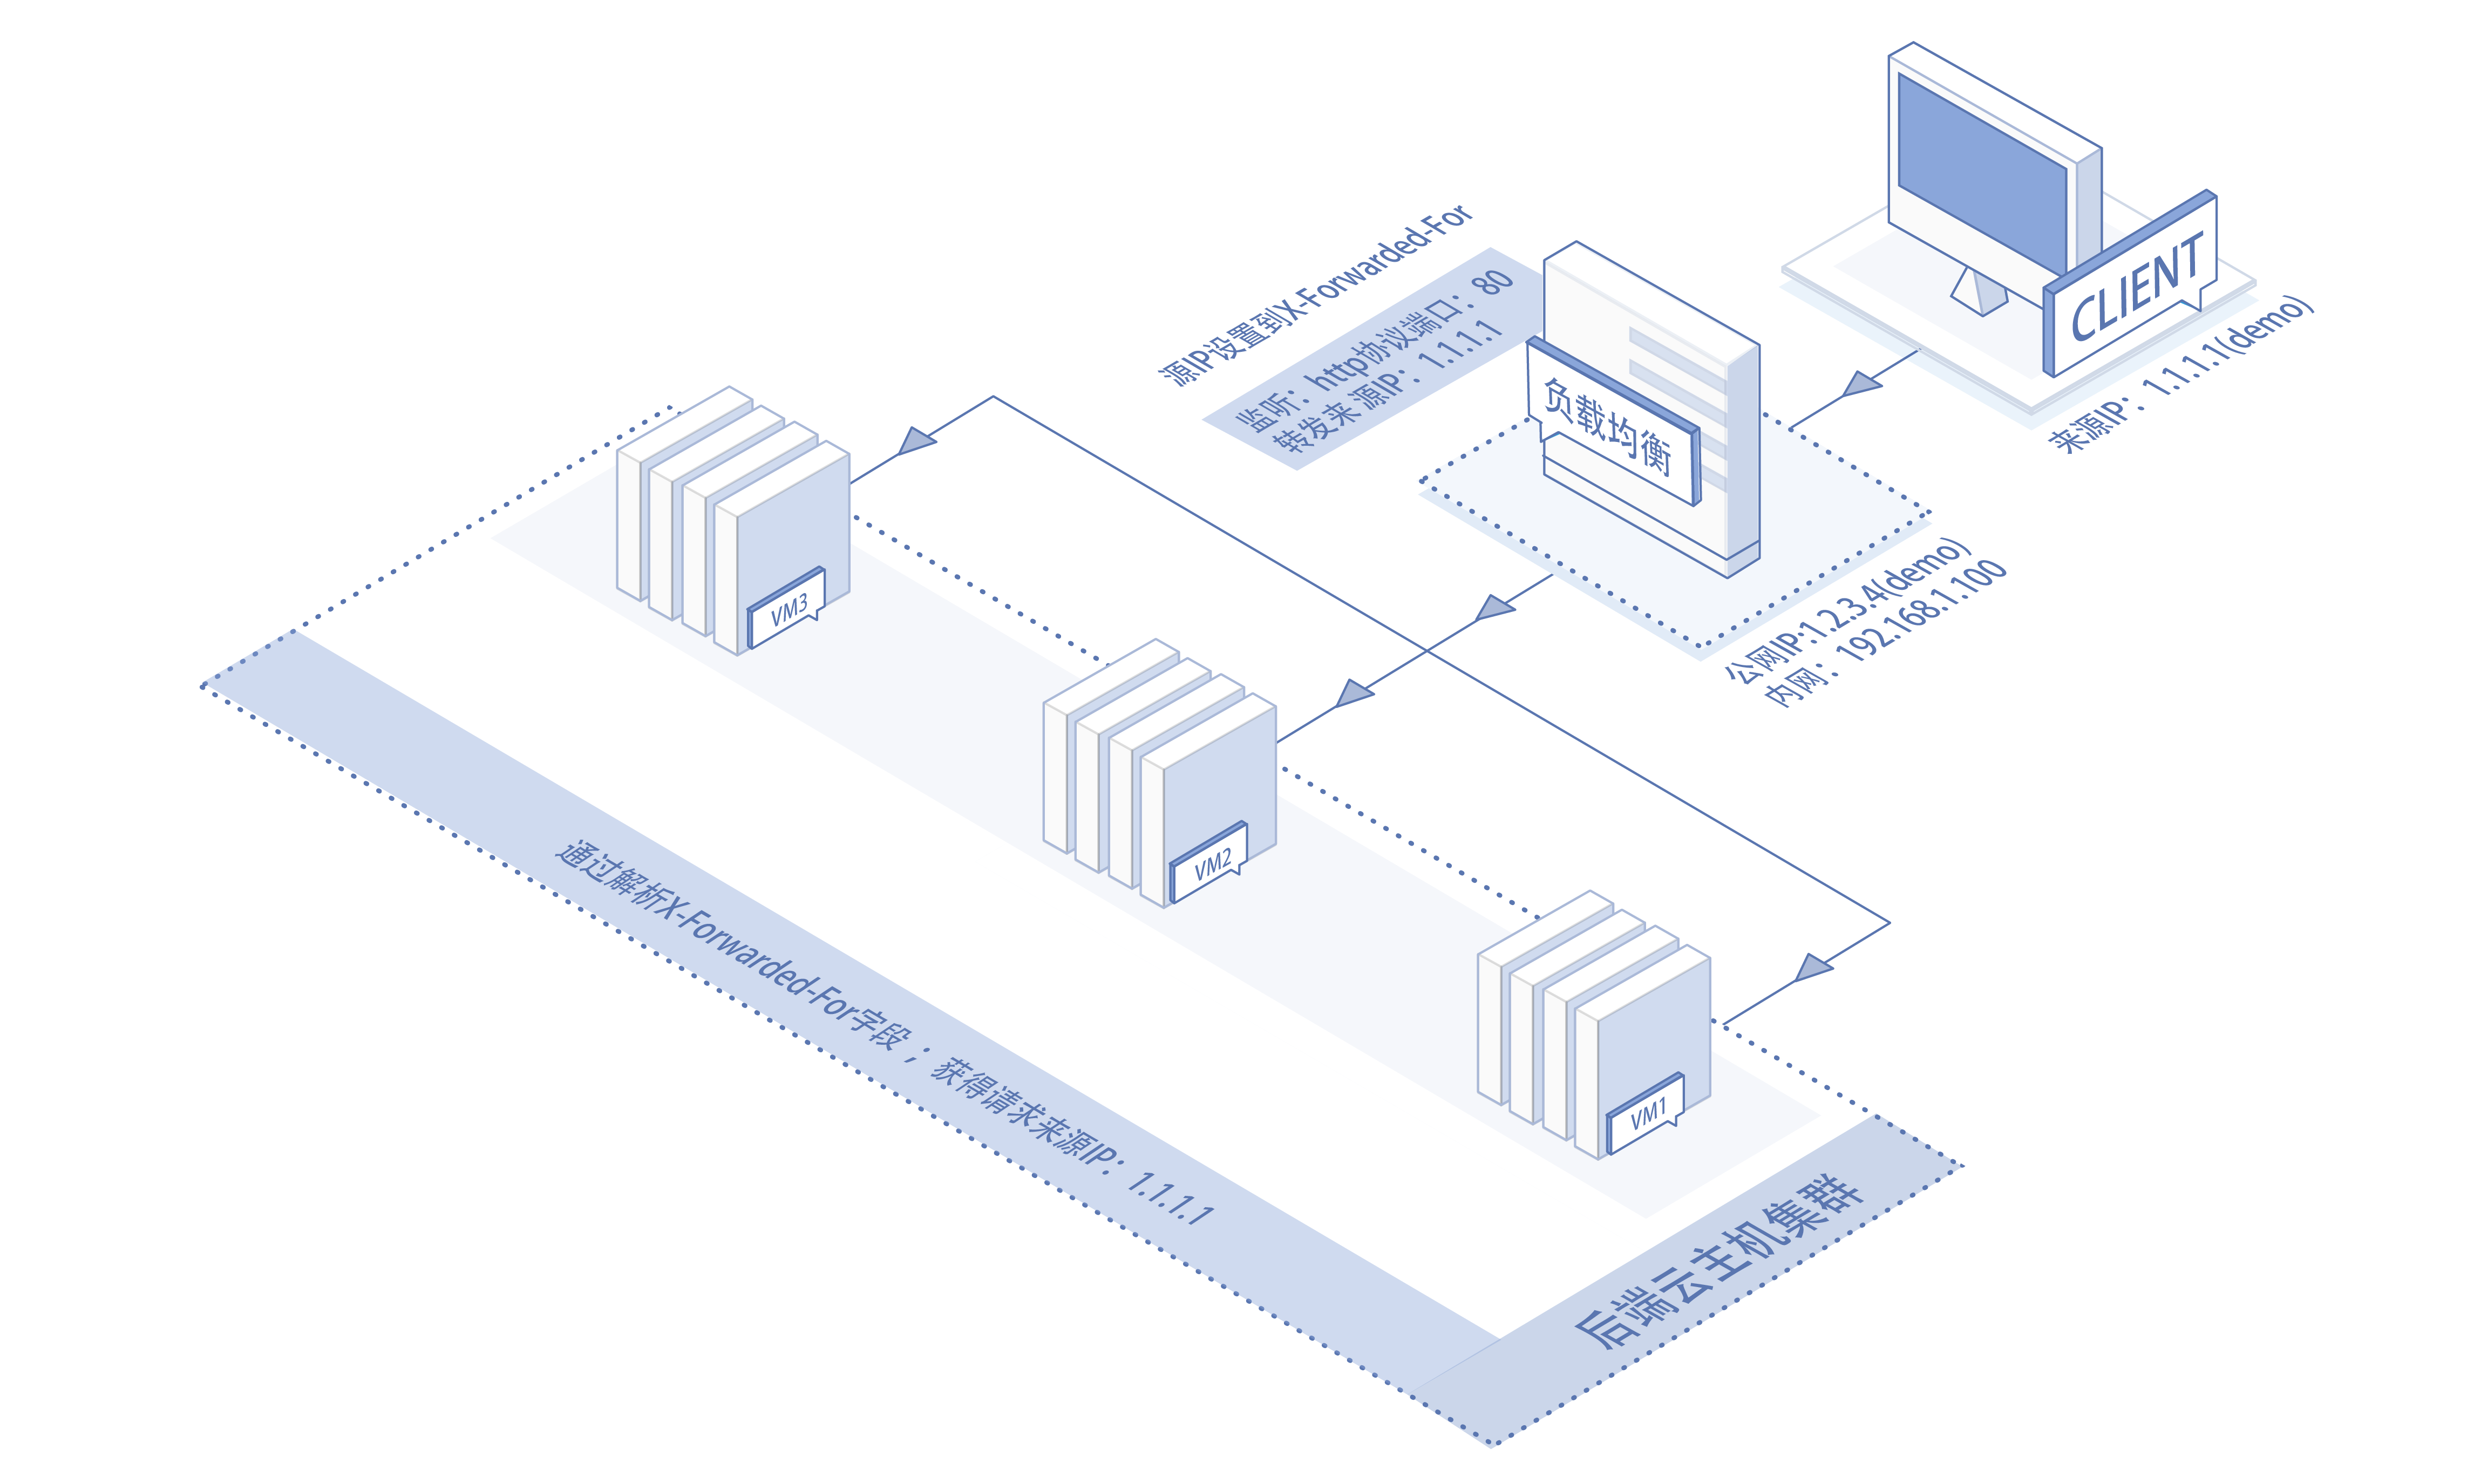 CLIENT
来源IP：1.1.1.1(demo)
源IP设置到X-Forwarded-For
监听：http协议端口：80
转发来源IP：1.1.1.1
负载均衡
公网IP:1.2.3.4(demo)
内网：192.168.1.100
VM3
VM2
VM1
通过解析X-Forwarded-For字段；获得请求来源IP：1.1.1.1
后端云主机集群